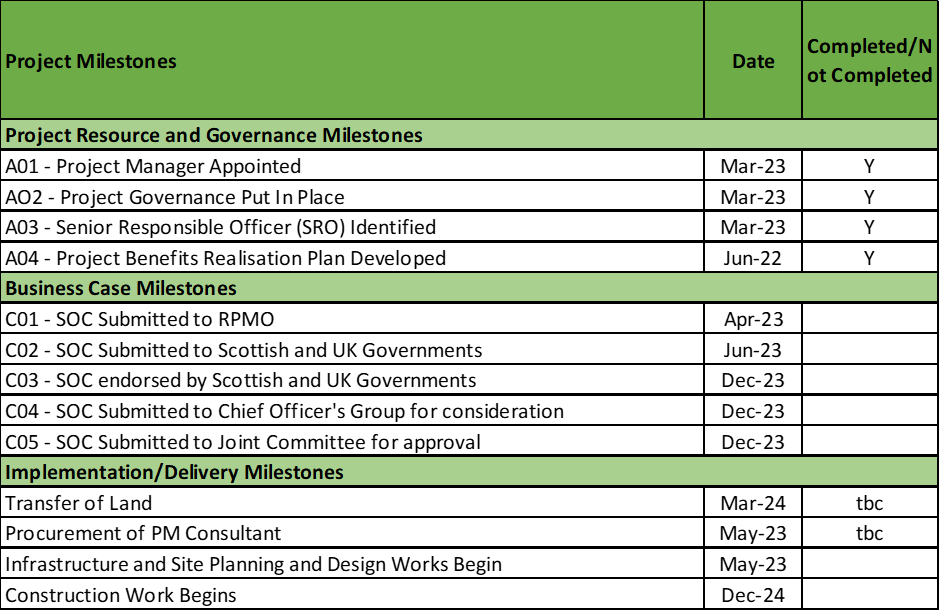 Project Milestones Date Completed/N
ot Completed
Project Resource and Governance Milestones
A01 - Project Manager Appointed Mar-23 Y
AO2 - Project Governance Put In Place Mar-23 Y
A03 - Senior Responsible Officer (SRO) Identified Mar-23 Y
A04 - Project Benefits Realisation Plan Developed Jun-22 Y
Business Case Milestones
C01 - SOC Submitted to RPMO Apr-23
C02 - SOC Submitted to Scottish and UK Governments Jun-23
C03 - SOC endorsed by Scottish and UK Governments Dec-23
C04 - SOC Submitted to Chief Officer's Group for consideration Dec-23
C05 - SOC Submitted to Joint Committee for approval Dec-23
Implementation/Delivery Milestones
Transfer of Land Mar-24 tbc
Procurement of PM Consultant May-23 tbc
Infrastructure and Site Planning and Design Works Begin May-23
Construction Work Begins Dec-24